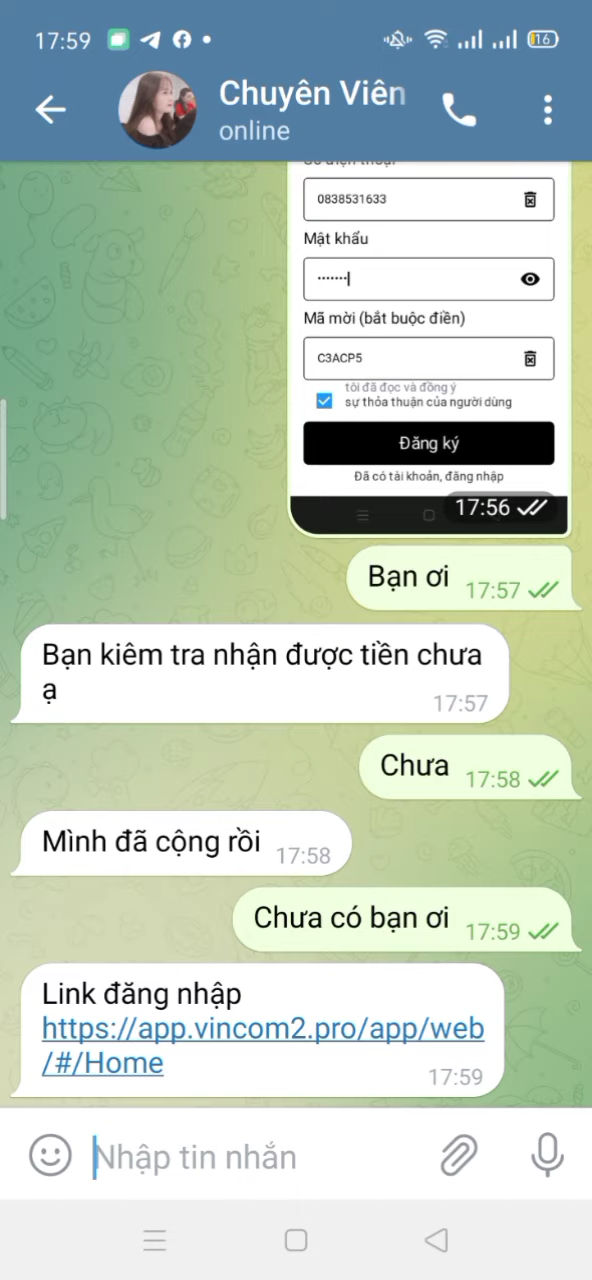 17:59
16
Chuyên Viên
online
0838531633
Mật khẩu
Mã mời (bắt buộc điền)
C3ACP5
tôi đã đọc và đồng ý
sự thỏa thuận của người dùng
Đăng ký
Đã có tài khoản, đăng nhập
17:56
Bạn ơi 17:57
Bạn kiêm tra nhận được tiền chưa
ạ
17:57
Chưa 17:58
Mình đã cộng rồi 17:58
Chưa có bạn ơi 17:59
Link đăng nhập
https://app.vincom2.pro/app/web
/#/Home
17:59
Nhập tin nhắn